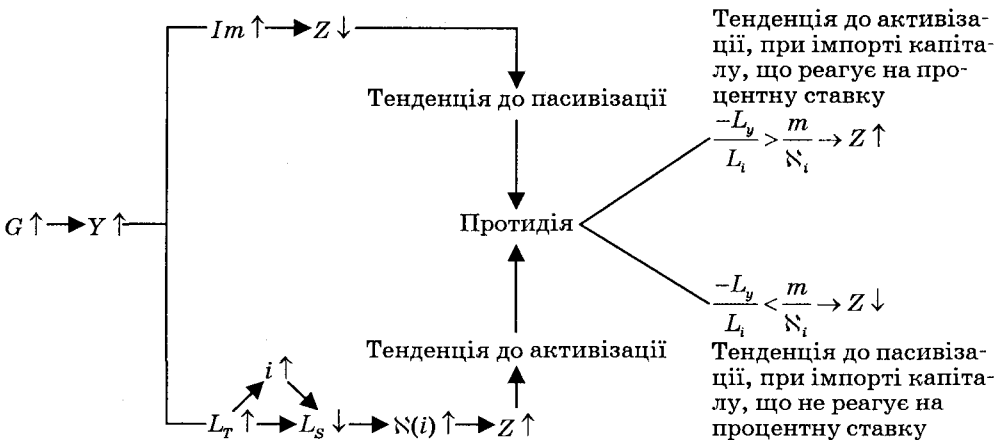 Im ↑ → Z ↓
Тенденція до активіза-
ції, при імпорті капіта-
лу, що реагує на про-
центну ставку
Тенденція до пасивізації
-L_y / L_i > m / ℵ_i → Z ↑
G ↑ → Y ↑
Протидія
-L_y / L_i < m / ℵ_i → Z ↓
Тенденція до активізації
Тенденція до пасивіза-
ції, при імпорті капіта-
лу, що не реагує на
процентну ставку
i ↑
L_T ↑ → L_S ↓ → ℵ(i) ↑ → Z ↑